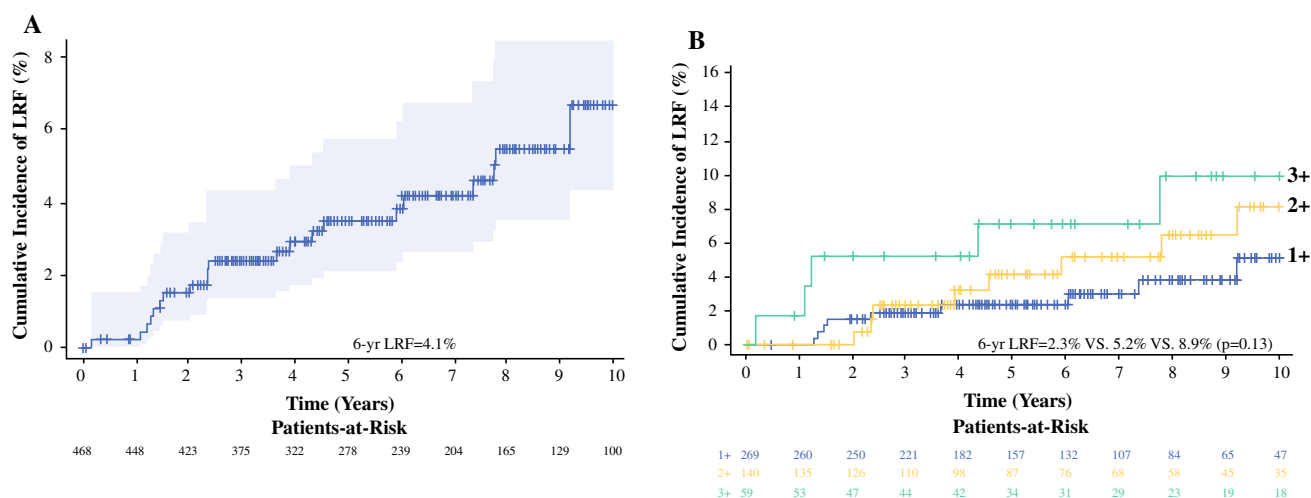 A
Cumulative Incidence of LRF (%)
8
6
4
2
0
6-yr LRF=4.1%
0 1 2 3 4 5 6 7 8 9 10
Time (Years)
Patients-at-Risk
468 448 423 375 322 278 239 204 165 129 100
B
Cumulative Incidence of LRF (%)
16
14
12
10
8
6
4
2
0
3+
2+
1+
6-yr LRF=2.3% VS. 5.2% VS. 8.9% (p=0.13)
0 1 2 3 4 5 6 7 8 9 10
Time (Years)
Patients-at-Risk
1+ 269 260 250 221 182 157 132 107 84 65 47
2+ 140 135 126 110 98 87 76 68 58 45 35
3+ 59 53 47 44 42 34 31 29 23 19 18